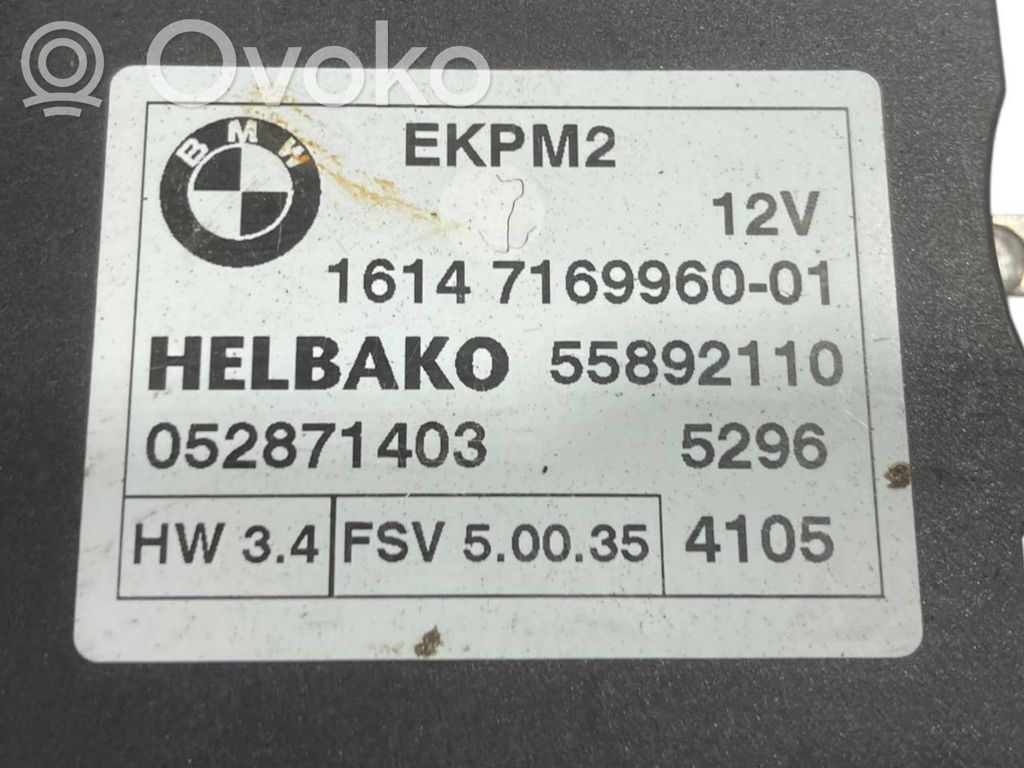 Ovoko
BMW
EKPM2
12V
1614 7169960-01
HELBAKO 55892110
052871403 5296
HW 3.4 FSV 5.00.35 4105